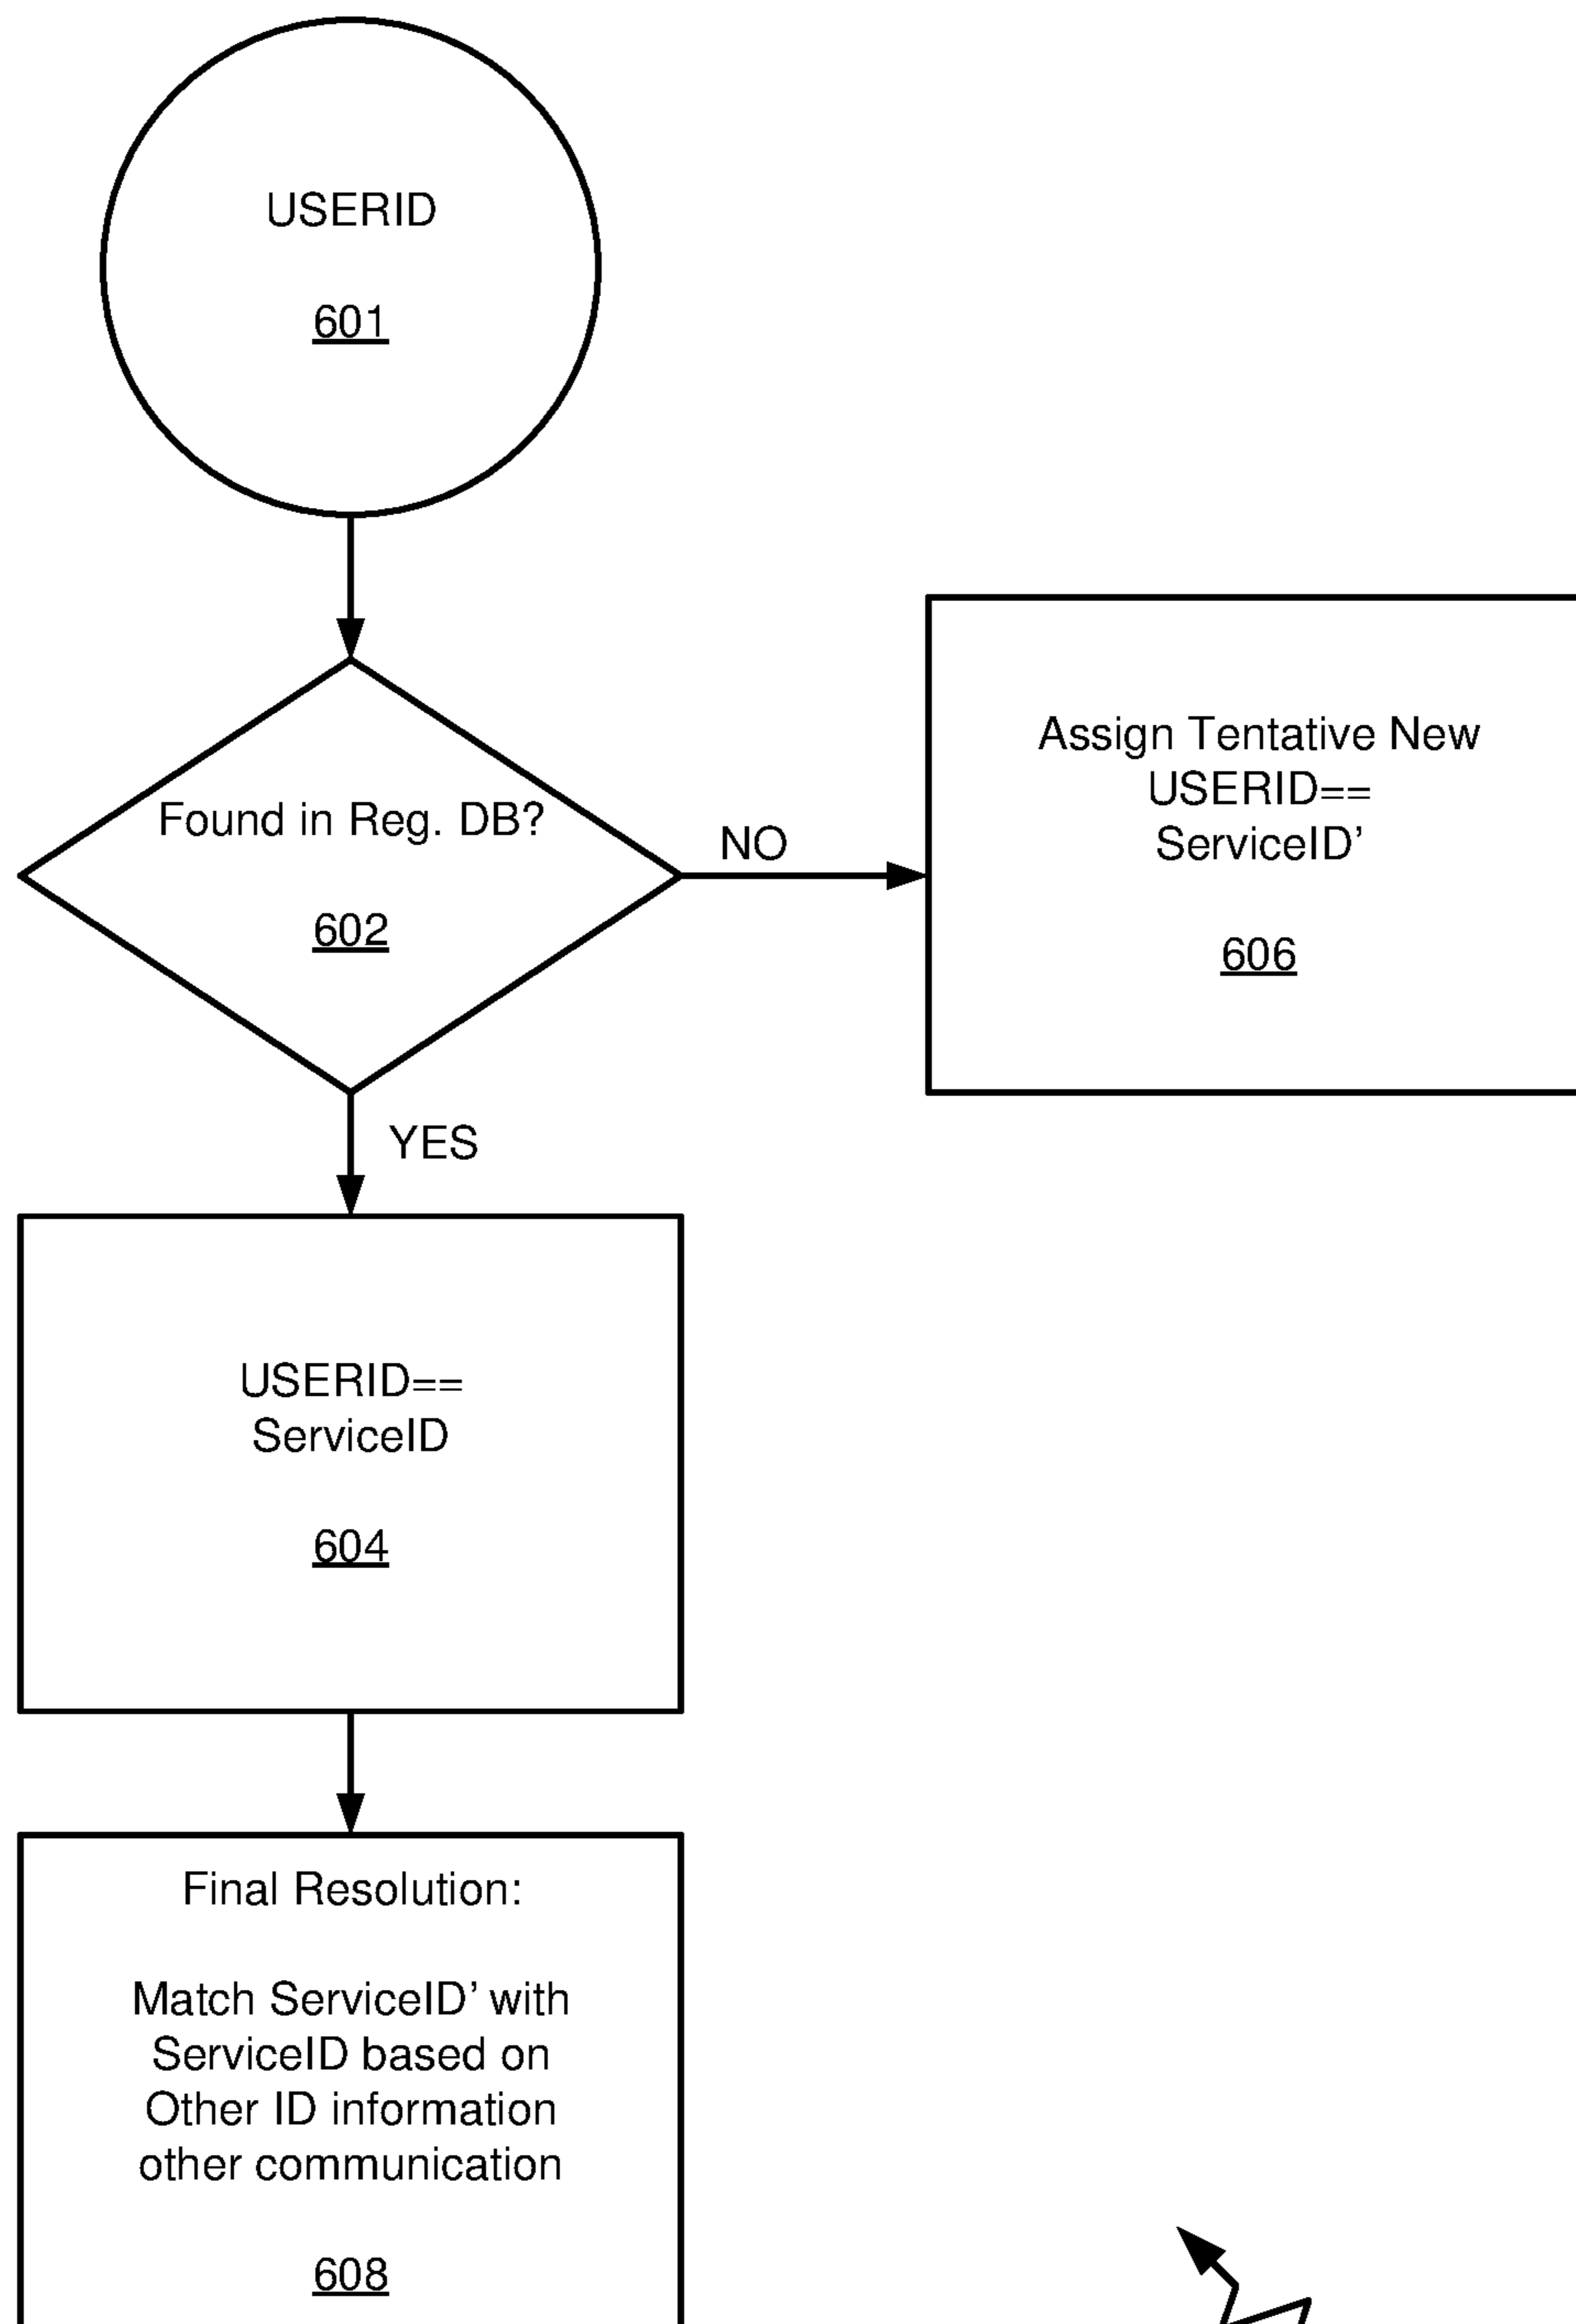 USERID
601
Found in Reg. DB?
602
NO
Assign Tentative New
USERID==
ServiceID’
606
YES
USERID==
ServiceID
604
Final Resolution:
Match ServiceID’ with
ServiceID based on
Other ID information
other communication
608